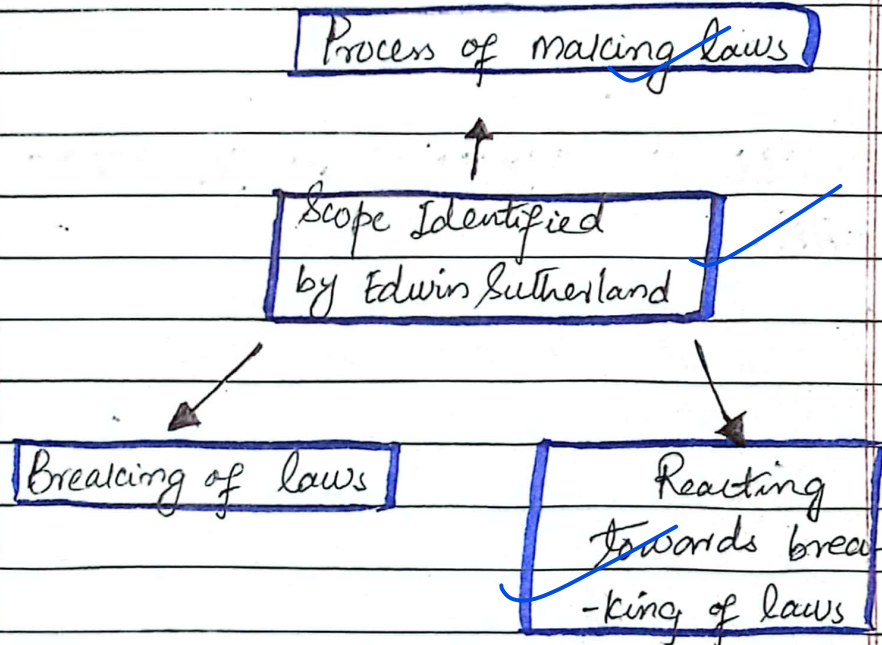 Process of making laws
Scope Identified
by Edwin Sutherland
Breaking of laws
Reacting
towards brea
-king of laws